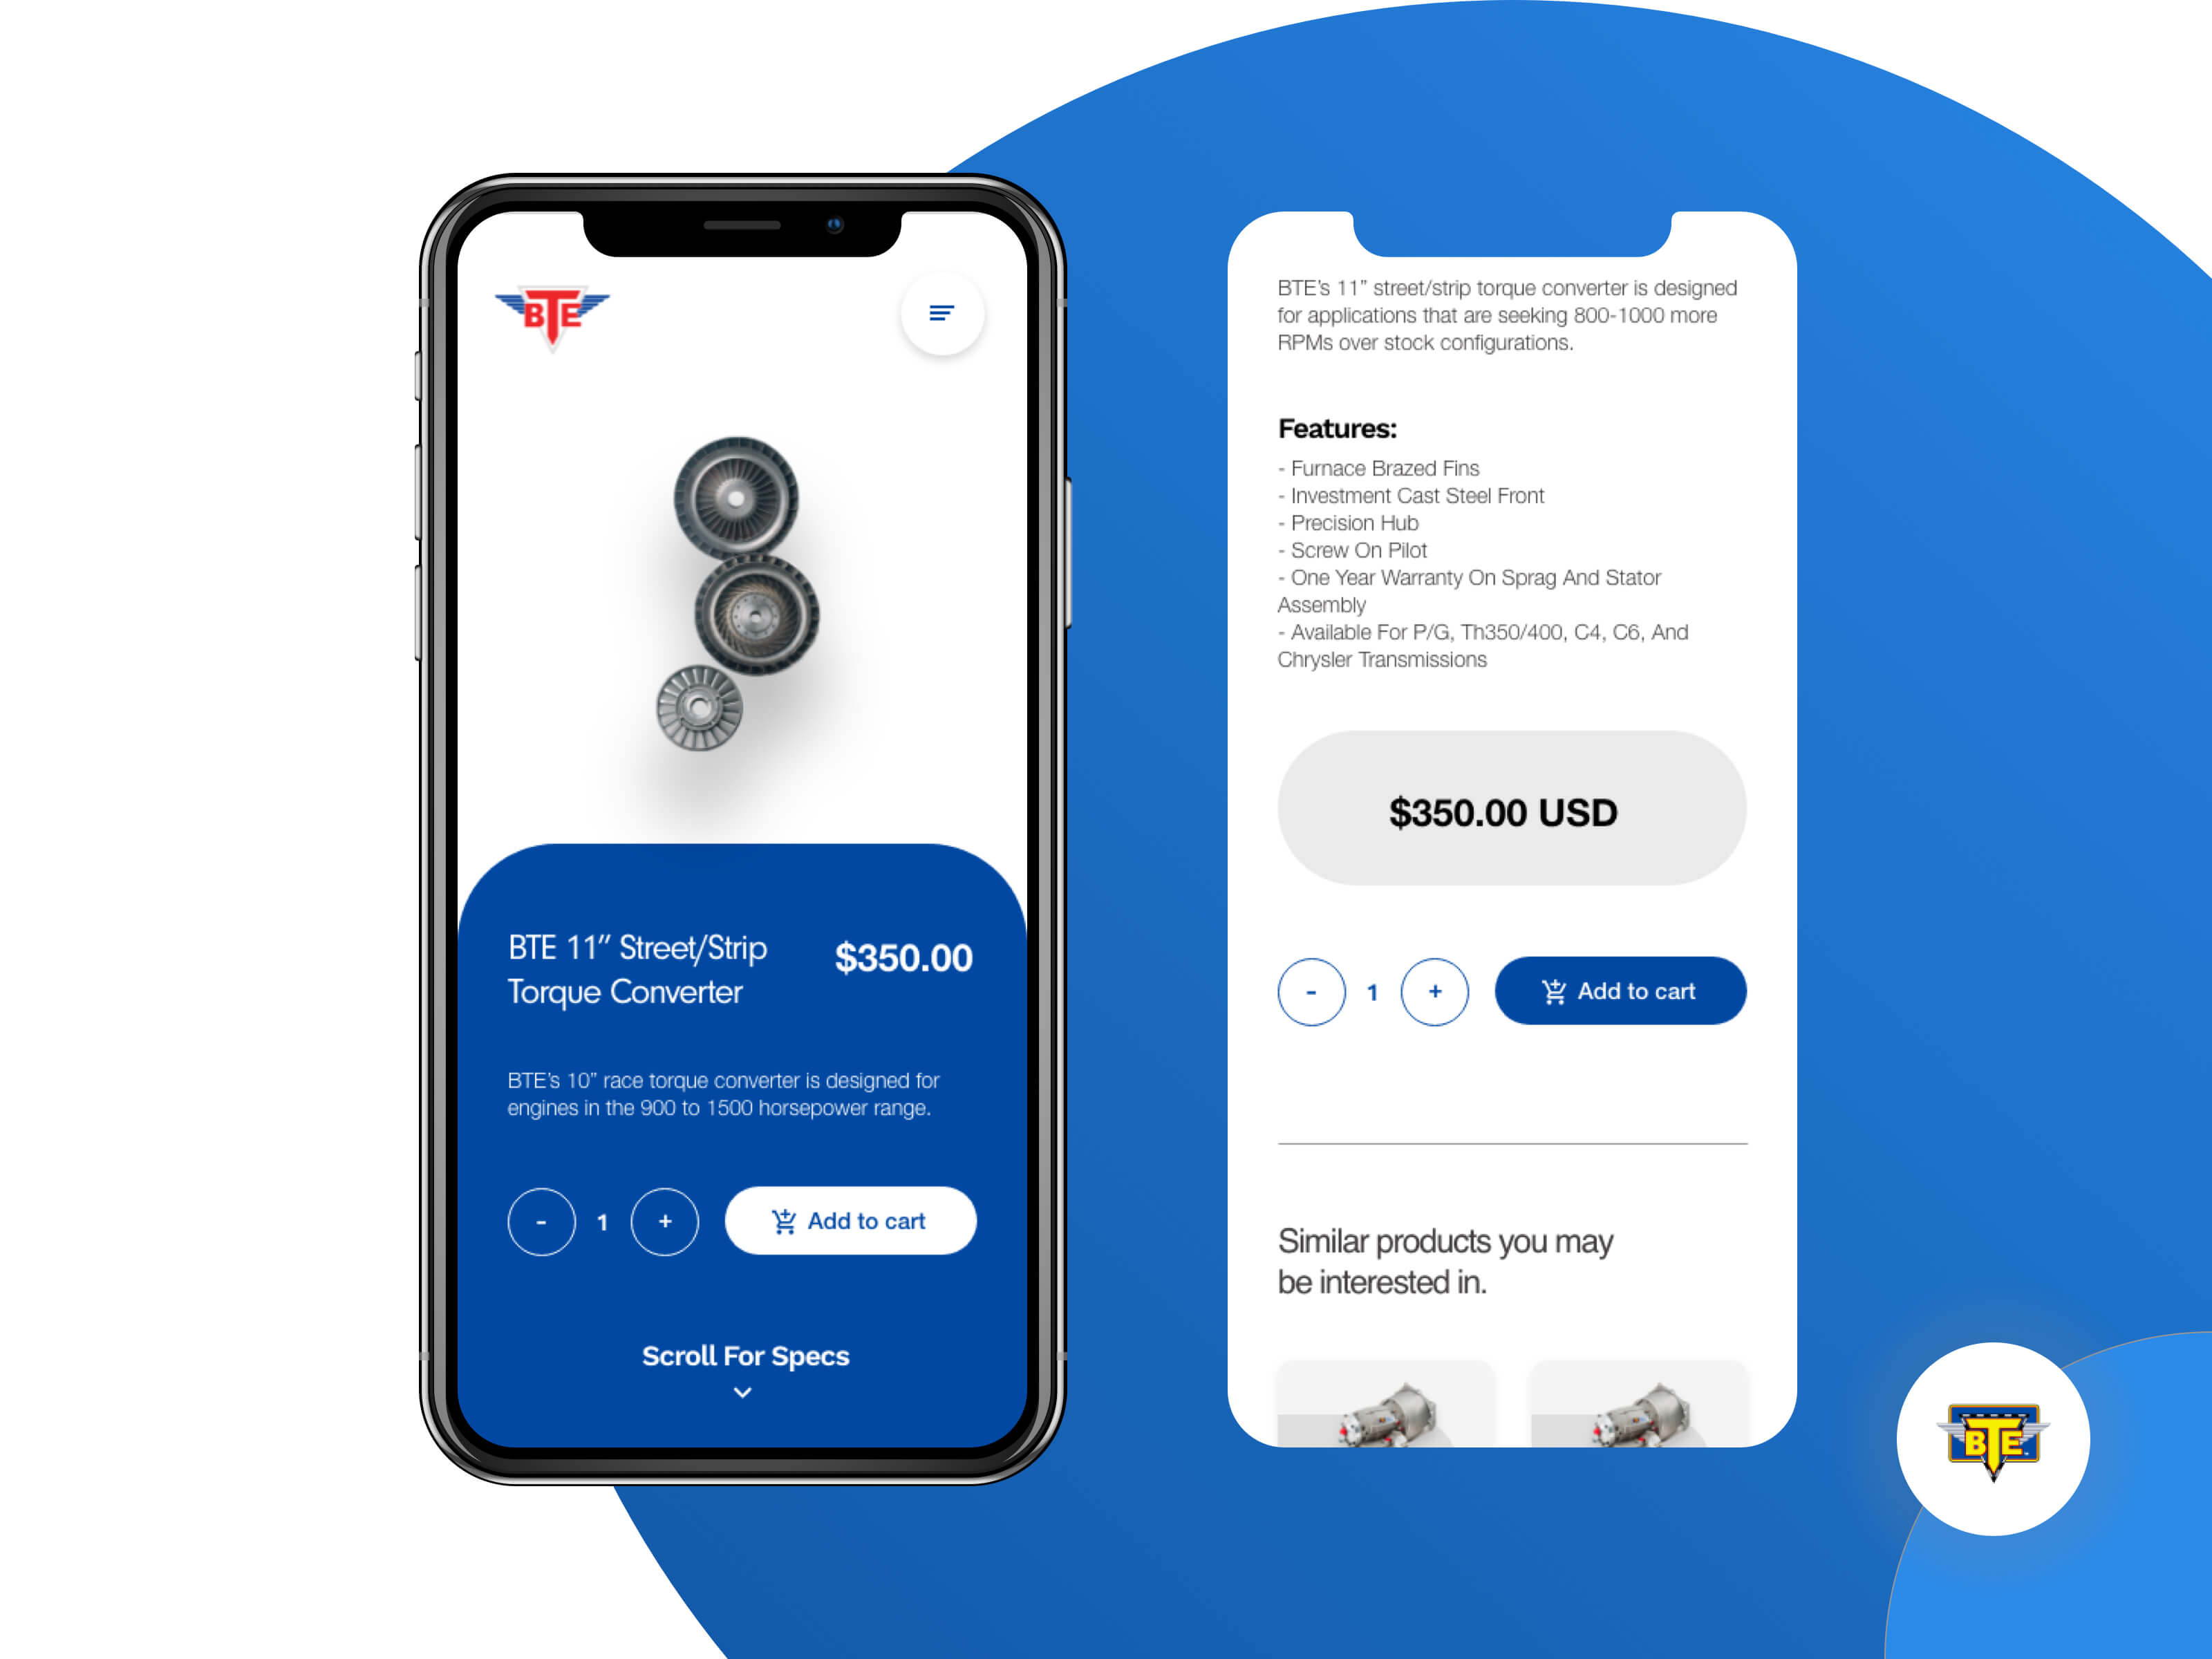 BTE
BTE 11” Street/Strip
Torque Converter
$350.00
BTE’s 10” race torque converter is designed for
engines in the 900 to 1500 horsepower range.
- 1 +
Add to cart
Scroll For Specs
BTE’s 11” street/strip torque converter is designed
for applications that are seeking 800-1000 more
RPMs over stock configurations.
Features:
- Furnace Brazed Fins
- Investment Cast Steel Front
- Precision Hub
- Screw On Pilot
- One Year Warranty On Sprag And Stator
Assembly
- Available For P/G, Th350/400, C4, C6, And
Chrysler Transmissions
$350.00 USD
- 1 +
Add to cart
Similar products you may
be interested in.
BTE